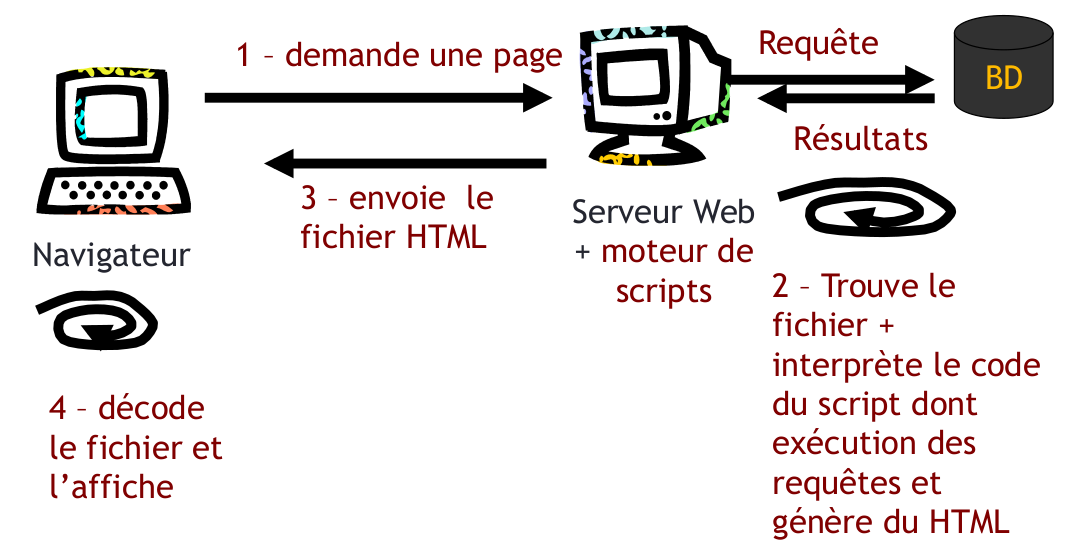 1 – demande une page
Requête
BD
Résultats
3 – envoie le
fichier HTML
Serveur Web
+ moteur de
scripts
Navigateur
2 – Trouve le
fichier +
interprète le code
du script dont
exécution des
requêtes et
génère du HTML
4 – décode
le fichier et
l’affiche